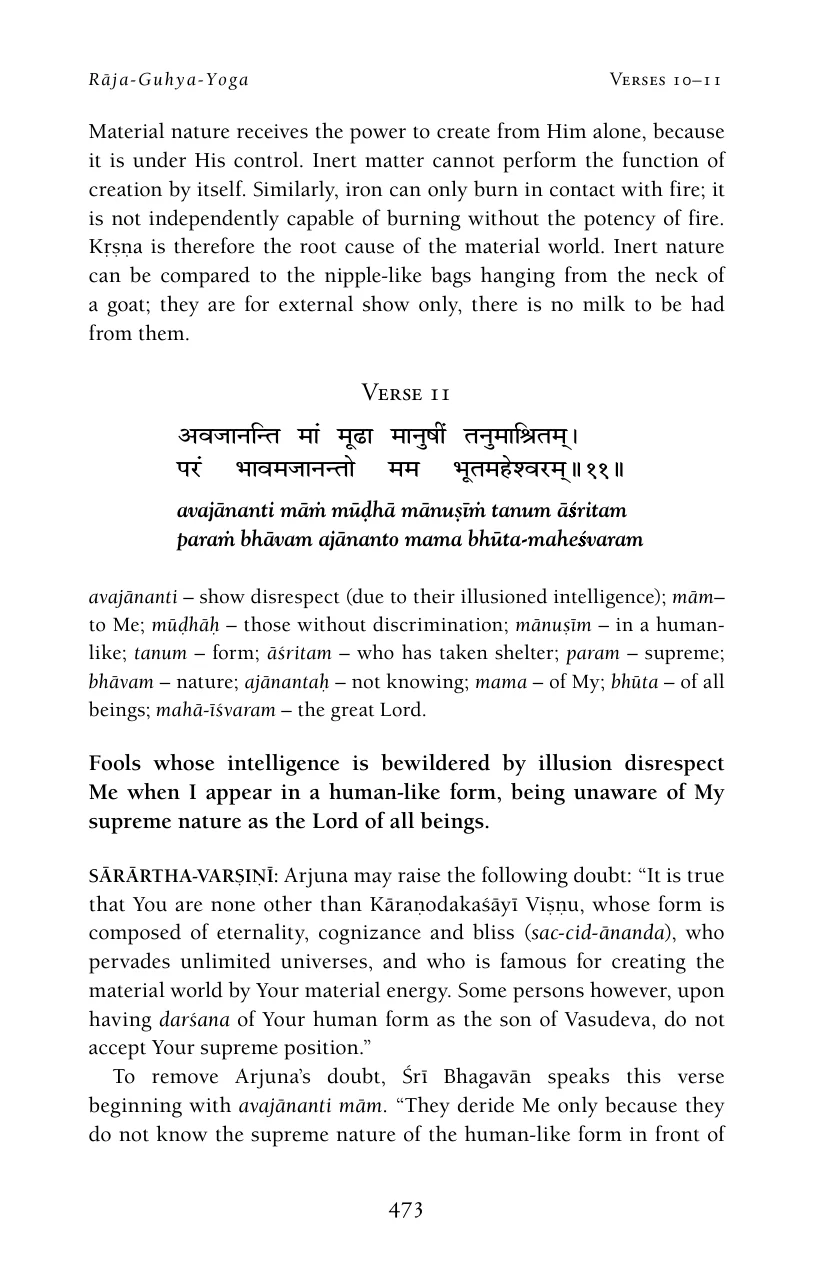 Rāja-Guhya-Yoga Verses 10–11
Material nature receives the power to create from Him alone, because
it is under His control. Inert matter cannot perform the function of
creation by itself. Similarly, iron can only burn in contact with fire; it
is not independently capable of burning without the potency of fire.
Kṛṣṇa is therefore the root cause of the material world. Inert nature
can be compared to the nipple-like bags hanging from the neck of
a goat; they are for external show only, there is no milk to be had
from them.
Verse 11
अवजानन्ति मां मूढा मानुषीं तनुमाश्रितम्।
परं भावमजानन्तो मम भूतमहेश्वरम्॥११॥
avajānanti māṁ mūḍhā mānuṣīṁ tanum āśritam
paraṁ bhāvam ajānanto mama bhūta-maheśvaram
avajānanti – show disrespect (due to their illusioned intelligence); mām–
to Me; mūḍhāḥ – those without discrimination; mānuṣīm – in a human-
like; tanum – form; āśritam – who has taken shelter; param – supreme;
bhāvam – nature; ajānantaḥ – not knowing; mama – of My; bhūta – of all
beings; mahā-īśvaram – the great Lord.
Fools whose intelligence is bewildered by illusion disrespect
Me when I appear in a human-like form, being unaware of My
supreme nature as the Lord of all beings.
SĀRĀRTHA-VARṢIṆĪ: Arjuna may raise the following doubt: “It is true
that You are none other than Kāraṇodakaśāyī Viṣṇu, whose form is
composed of eternality, cognizance and bliss (sac-cid-ānanda), who
pervades unlimited universes, and who is famous for creating the
material world by Your material energy. Some persons however, upon
having darśana of Your human form as the son of Vasudeva, do not
accept Your supreme position.”
To remove Arjuna’s doubt, Śrī Bhagavān speaks this verse
beginning with avajānanti mām. “They deride Me only because they
do not know the supreme nature of the human-like form in front of
473